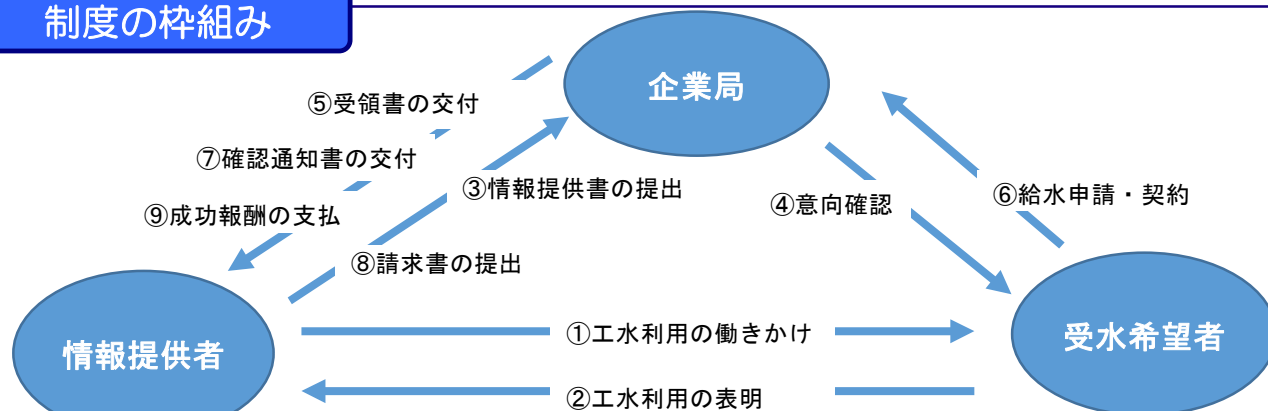 制度の枠組み
企業局
⑤受領書の交付
⑦確認通知書の交付
③情報提供書の提出
④意向確認
⑥給水申請・契約
⑨成功報酬の支払
⑧請求書の提出
情報提供者
①工水利用の働きかけ
受水希望者
②工水利用の表明